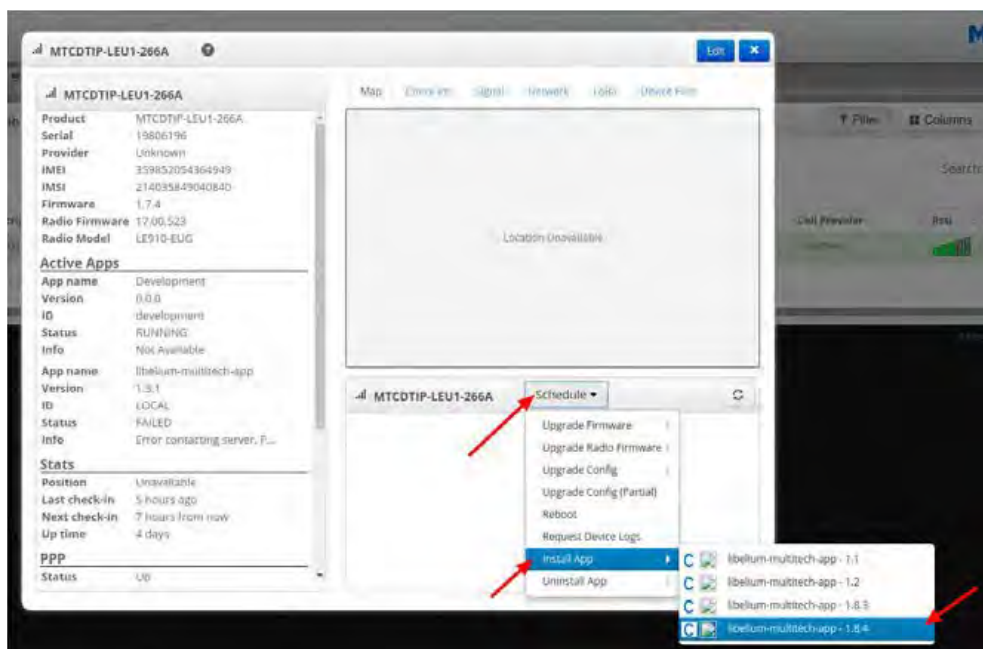 MTCDTIP-LEU1-266A ?
Edit ×
MTCDTIP-LEU1-266A
Product MTCDTIP-LEU1-266A
Serial 19806196
Provider Unknown
IMEI 359852054364949
IMSI 214035849040840
Firmware 1.7.4
Radio Firmware 17.00.523
Radio Model LE910-EUG
Active Apps
App name Development
Version 0.0.0
ID development
Status RUNNING
Info Not Available
App name libelium-multitech-app
Version
ID LOCAL
Status FAILED
Info Error contacting server, F...
Stats
Position Unavailable
Last check-in 5 hours ago
Next check-in 7 hours from now
Up time 4 days
PPP
Status Up
Map Signal Network LoRa Device Files
Location Unavailable
MTCDTIP-LEU1-266A Schedule
Upgrade Firmware
Upgrade Radio Firmware
Upgrade Config
Upgrade Config (Partial)
Reboot
Request Device Logs
Install App
Uninstall App
C libelium-multitech-app - 1.1
C libelium-multitech-app - 1.2
C libelium-multitech-app - 1.8.3
C libelium-multitech-app - 1.8.4
M
Filter Columns
Search
Cell Provider Rssi